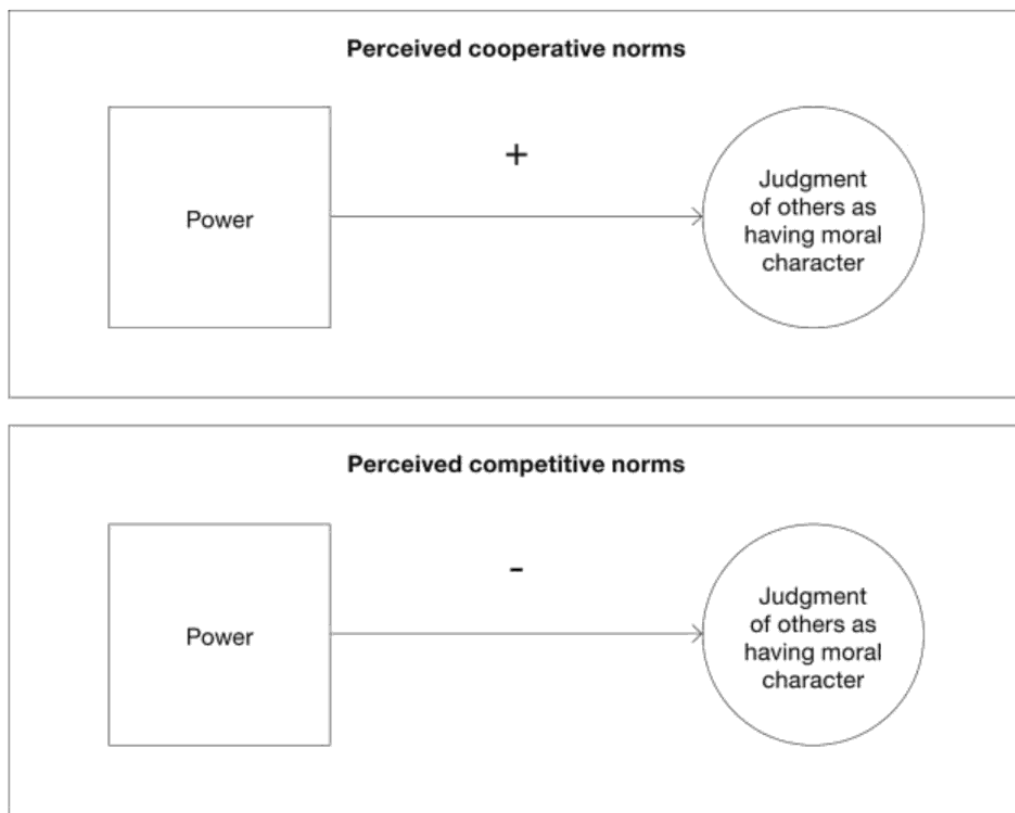 Perceived cooperative norms
+
Power
Judgment
of others as
having moral
character
Perceived competitive norms
-
Power
Judgment
of others as
having moral
character